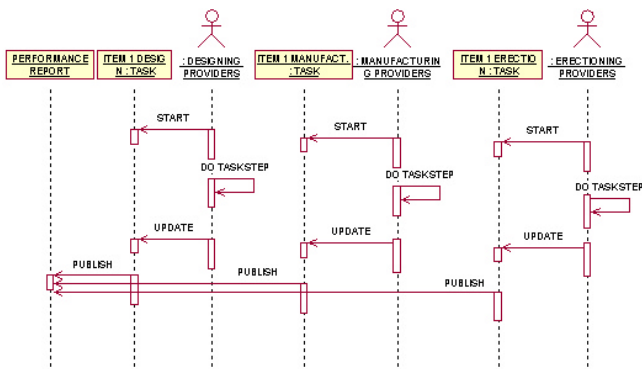 PERFORMANCE
REPORT
ITEM 1 DESIG
N : TASK
: DESIGNING
PROVIDERS
ITEM 1 MANUFACT.
: TASK
: MANUFACTURIN
G PROVIDERS
ITEM 1 ERECTIO
N : TASK
: ERECTIONING
PROVIDERS
START
START
START
DO TASKSTEP
DO TASKSTEP
DO TASKSTEP
UPDATE
UPDATE
UPDATE
PUBLISH
PUBLISH
PUBLISH